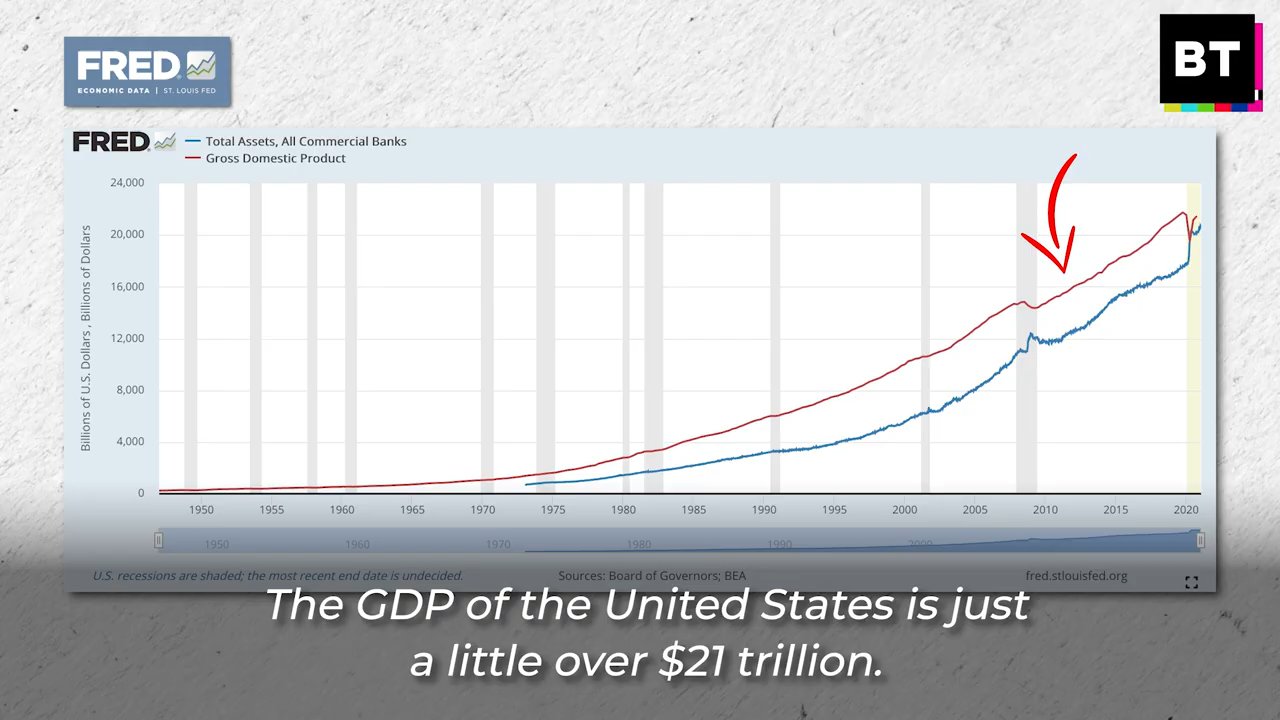 FRED
ECONOMIC DATA | ST. LOUIS FED
BT
FRED
Total Assets, All Commercial Banks
Gross Domestic Product
Billions of U.S. Dollars , Billions of Dollars
24,000
20,000
16,000
12,000
8,000
4,000
0
1950 1955 1960 1965 1970 1975 1980 1985 1990 1995 2000 2005 2010 2015 2020
1950 1960 1970 1980 1990 2000
U.S. recessions are shaded; the most recent end date is undecided.
Sources: Board of Governors; BEA
fred.stlouisfed.org
The GDP of the United States is just
a little over $21 trillion.